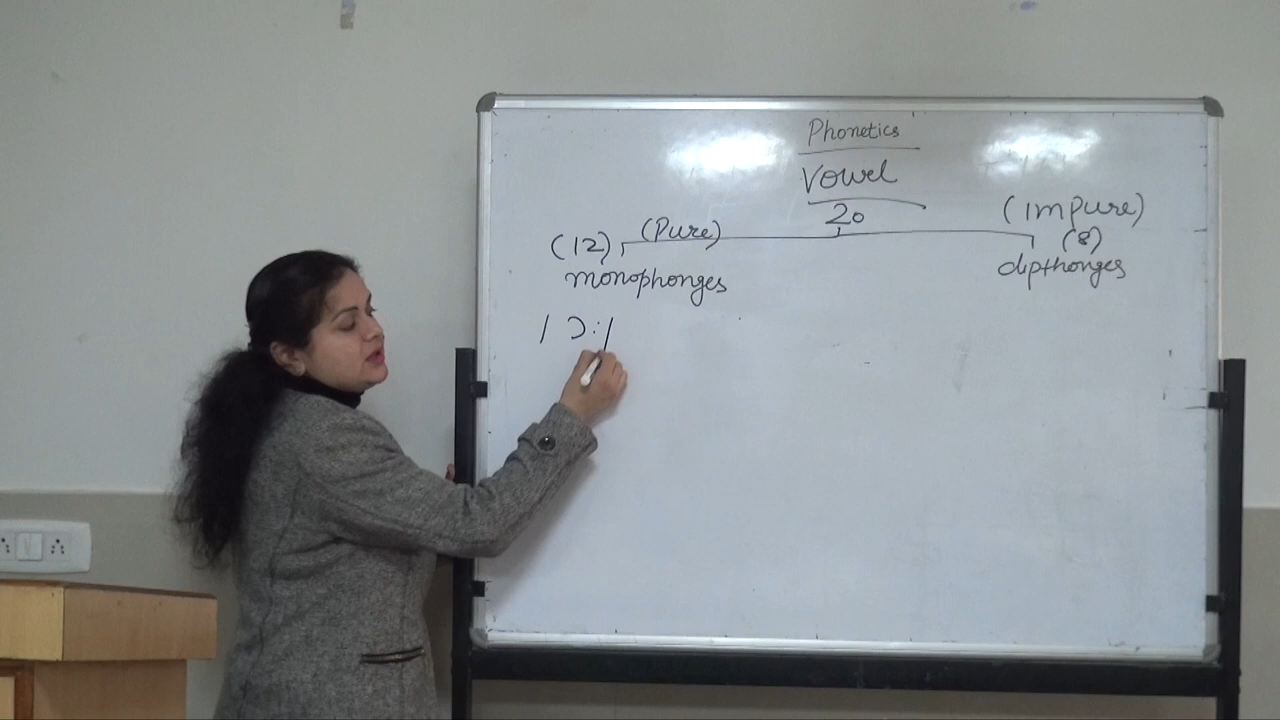 Phonetics
Vowel
20
(12) (Pure) (Impure)
(8)
monophonges dipthonges
/ɔ:/